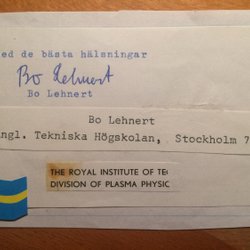 ed de bästa hälsningar
Bo Lehnert
Bo Lehnert
Bo Lehnert
ngl. Tekniska Högskolan, Stockholm 7
THE ROYAL INSTITUTE OF TEC
DIVISION OF PLASMA PHYSIC